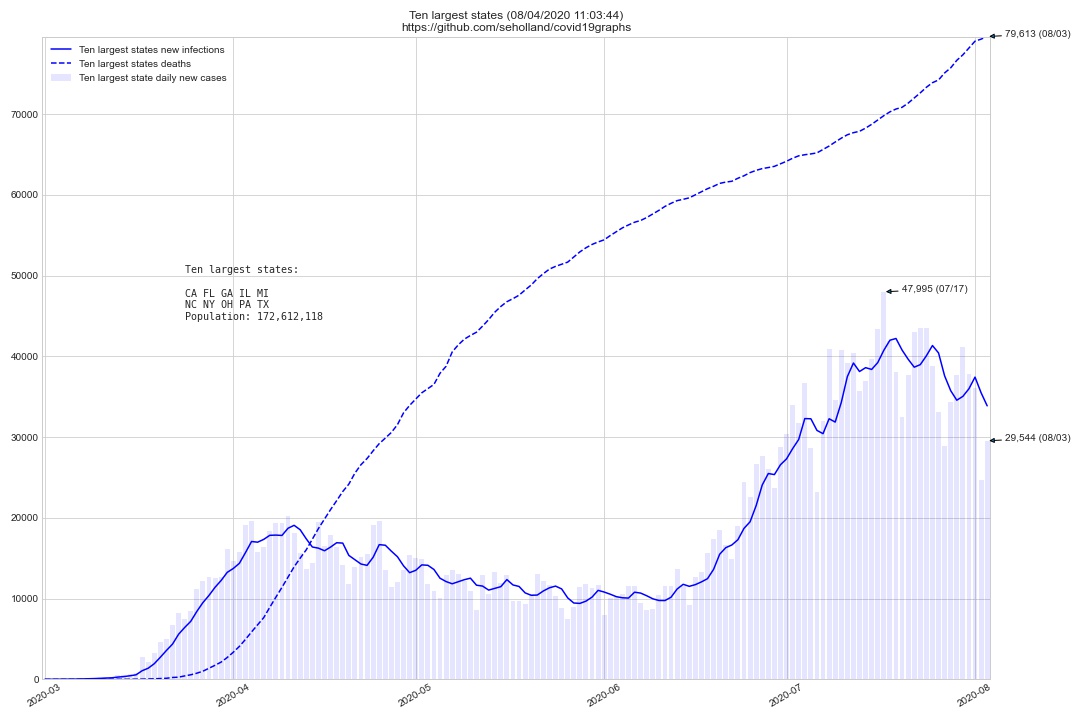 Ten largest states (08/04/2020 11:03:44)
https://github.com/seholland/covid19graphs
Ten largest states new infections
Ten largest states deaths
Ten largest state daily new cases
79,613 (08/03)
70000
60000
50000
40000
30000
20000
10000
0
Ten largest states:
CA FL GA IL MI
NC NY OH PA TX
Population: 172,612,118
47,995 (07/17)
29,544 (08/03)
2020-03
2020-04
2020-05
2020-06
2020-07
2020-08